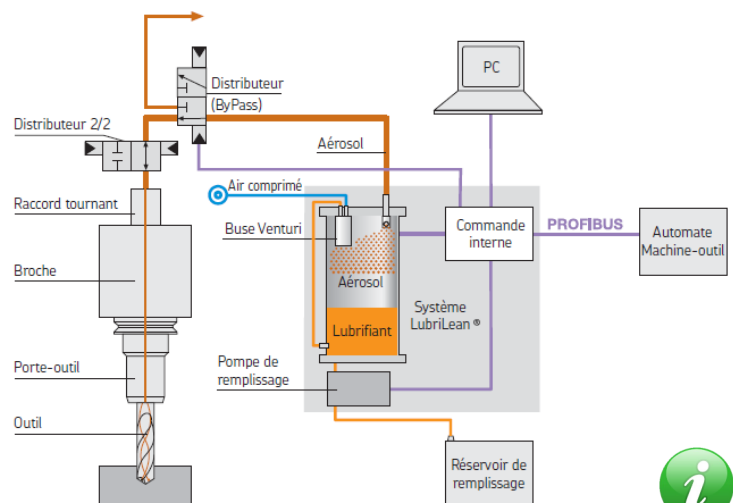 PC
Distributeur
(ByPass)
Distributeur 2/2
Aérosol
Air comprimé
Raccord tournant
Buse Venturi
Commande
interne
PROFIBUS
Automate
Machine-outil
Broche
Aérosol
Système
LubriLean ®
Lubrifiant
Porte-outil
Pompe de
remplissage
Outil
Réservoir de
remplissage
i